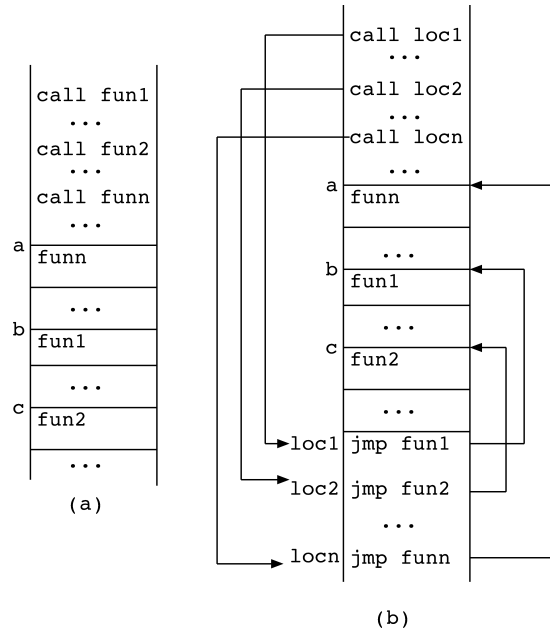 call fun1
...
call fun2
...
call funn
...
a
funn
...
b
fun1
...
c
fun2
...
(a)
call loc1
...
call loc2
...
call locn
...
a
funn
...
b
fun1
...
c
fun2
...
loc1 jmp fun1
loc2 jmp fun2
...
locn jmp funn
(b)